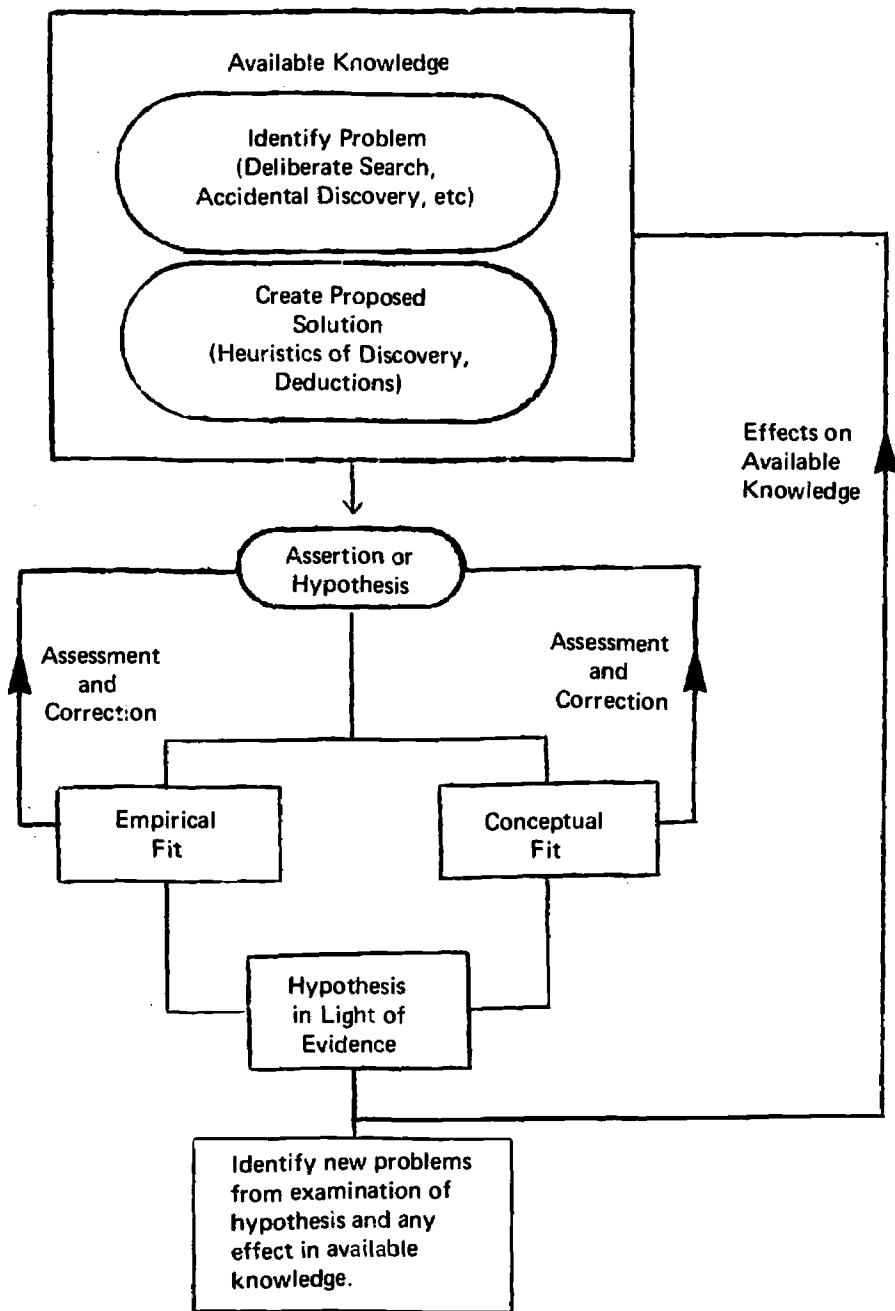 Available Knowledge
Identify Problem
(Deliberate Search,
Accidental Discovery, etc)
Create Proposed
Solution
(Heuristics of Discovery,
Deductions)
Effects on
Available
Knowledge
Assertion or
Hypothesis
Assessment
and
Correction
Assessment
and
Correction
Empirical
Fit
Conceptual
Fit
Hypothesis
in Light of
Evidence
Identify new problems
from examination of
hypothesis and any
effect in available
knowledge.